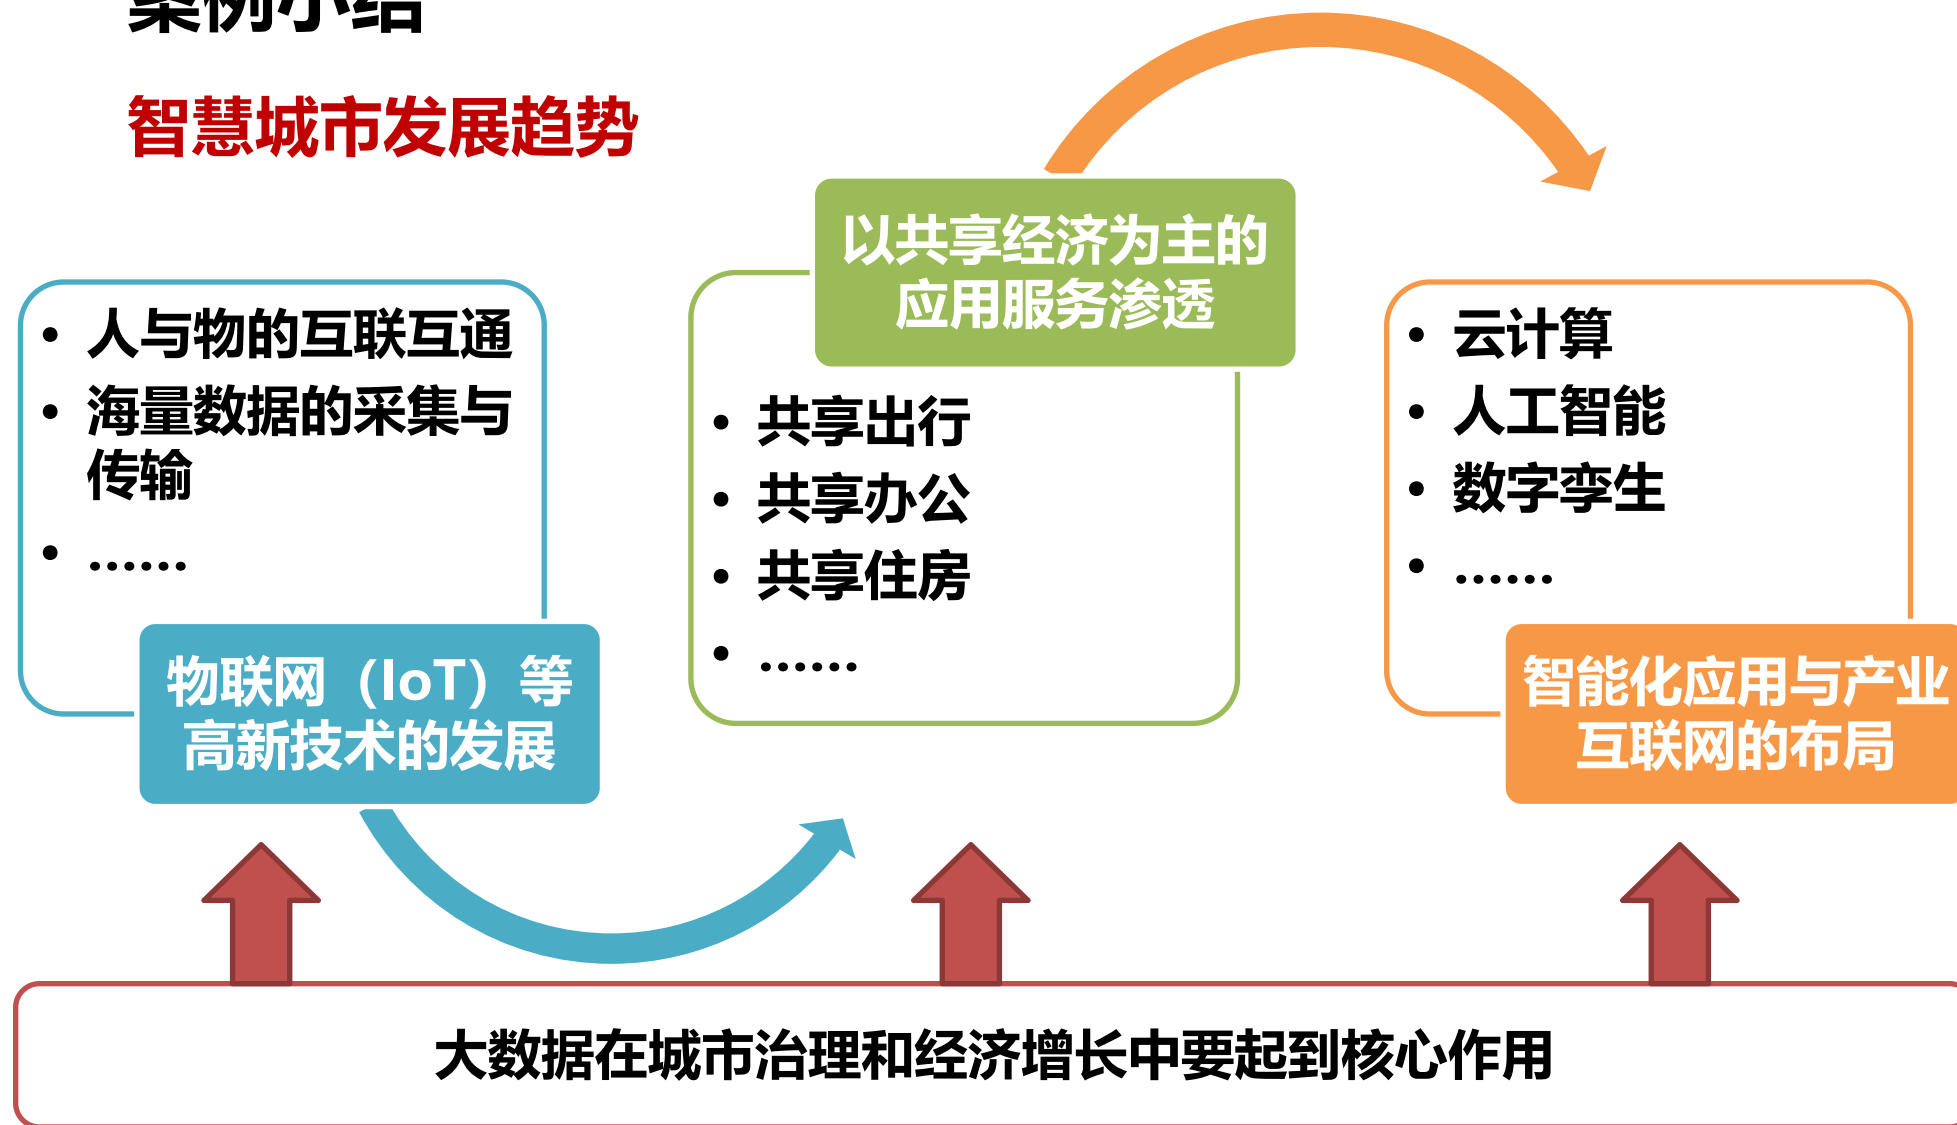 案例小结
智慧城市发展趋势
• 人与物的互联互通
• 海量数据的采集与
传输
• ……
物联网（IoT）等
高新技术的发展
以共享经济为主的
应用服务渗透
• 共享出行
• 共享办公
• 共享住房
• ……
• 云计算
• 人工智能
• 数字孪生
• ……
智能化应用与产业
互联网的布局
大数据在城市治理和经济增长中要起到核心作用